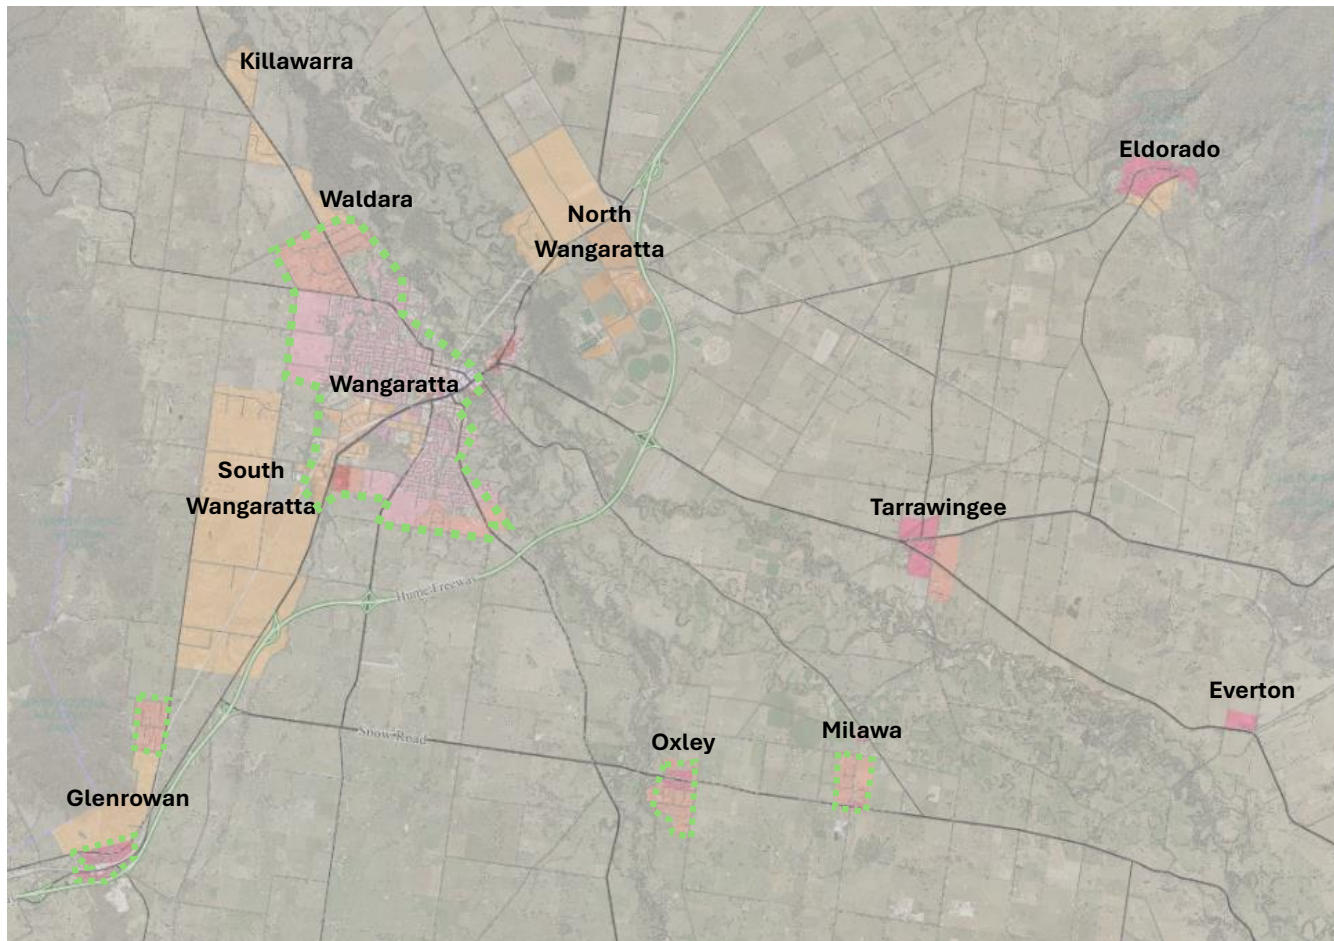 Killawarra
Eldorado
Waldara
North
Wangaratta
Wangaratta
South
Wangaratta
Tarrawingee
Hume Freeway
Everton
Snow Road
Oxley
Milawa
Glenrowan